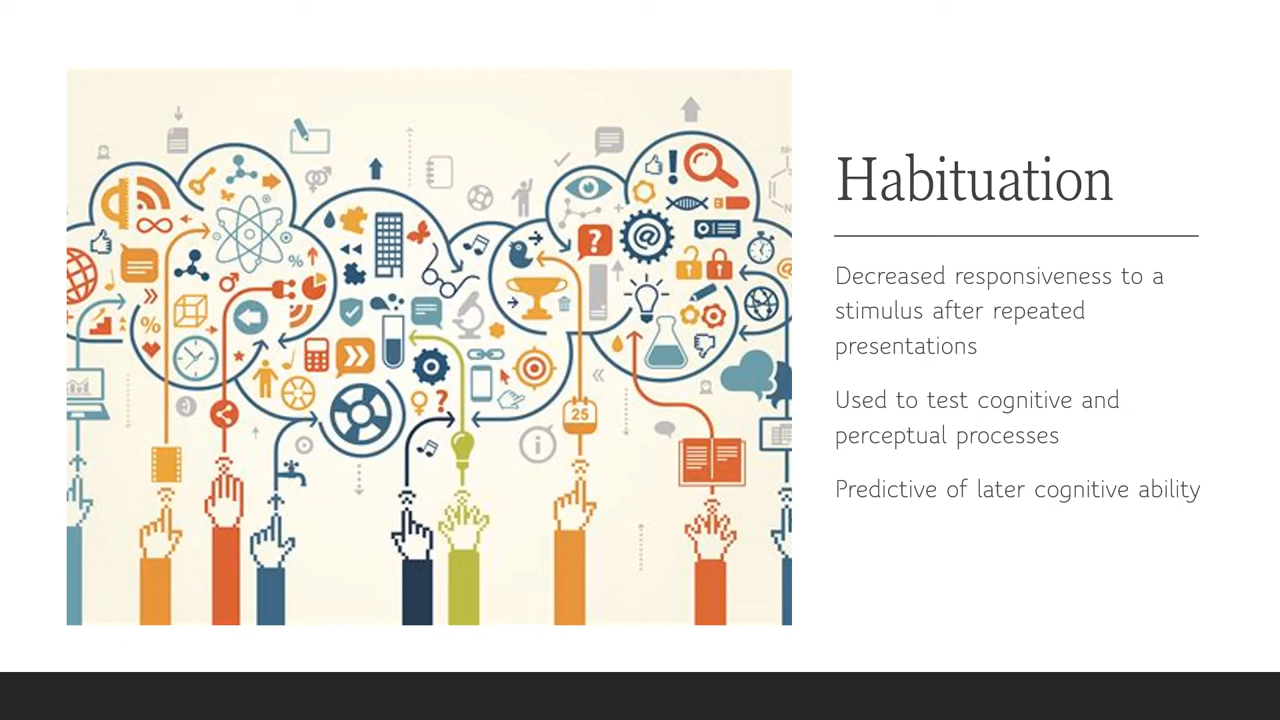 Habituation
Decreased responsiveness to a
stimulus after repeated
presentations
Used to test cognitive and
perceptual processes
Predictive of later cognitive ability
%
%
@
?
!
?
25
i
@
NH